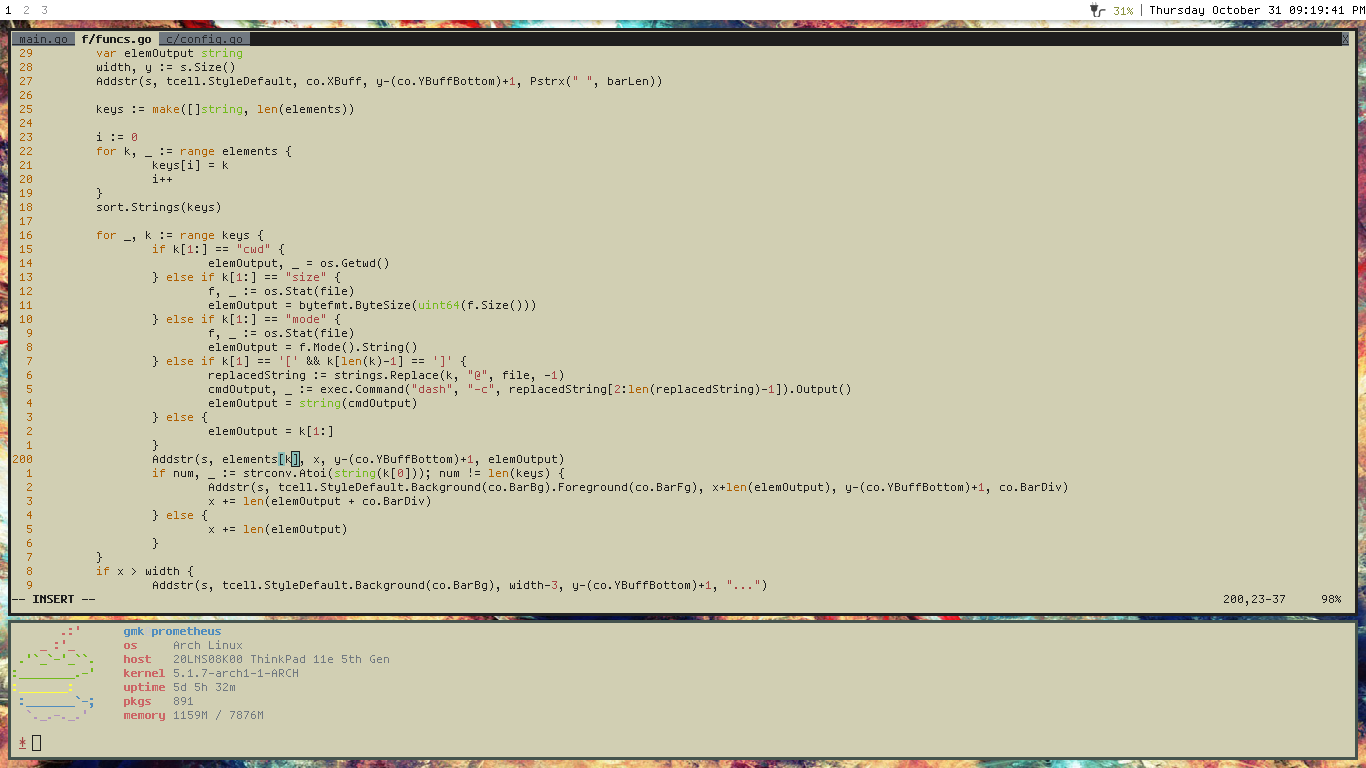 1 2 3 31% | Thursday October 31 09:19:41 PM
main.go f/funcs.go c/config.go X
29 var elemOutput string
28 width, y := s.Size()
27 Addstr(s, tcell.StyleDefault, co.XBuff, y-(co.YBuffBottom)+1, Pstrx(" ", barLen))
26
25 keys := make([]string, len(elements))
24
23 i := 0
22 for k, _ := range elements {
21 keys[i] = k
20 i++
19 }
18 sort.Strings(keys)
17
16 for _, k := range keys {
15 if k[1:] == "cwd" {
14 elemOutput, _ = os.Getwd()
13 } else if k[1:] == "size" {
12 f, _ := os.Stat(file)
11 elemOutput = bytefmt.ByteSize(uint64(f.Size()))
10 } else if k[1:] == "mode" {
9 f, _ := os.Stat(file)
8 elemOutput = f.Mode().String()
7 } else if k[1] == '[' && k[len(k)-1] == ']' {
6 replacedString := strings.Replace(k, "@", file, -1)
5 cmdOutput, _ := exec.Command("dash", "-c", replacedString[2:len(replacedString)-1]).Output()
4 elemOutput = string(cmdOutput)
3 } else {
2 elemOutput = k[1:]
1 }
200 Addstr(s, elements[k], x, y-(co.YBuffBottom)+1, elemOutput)
1 if num, _ := strconv.Atoi(string(k[0])); num != len(keys) {
2 Addstr(s, tcell.StyleDefault.Background(co.BarBg).Foreground(co.BarFg), x+len(elemOutput), y-(co.YBuffBottom)+1, co.BarDiv)
3 x += len(elemOutput + co.BarDiv)
4 } else {
5 x += len(elemOutput)
6 }
7 }
8 if x > width {
9 Addstr(s, tcell.StyleDefault.Background(co.BarBg), width-3, y-(co.YBuffBottom)+1, "...")
-- INSERT -- 200,23-37 98%
gmk prometheus
os Arch Linux
host 20LNS08K00 ThinkPad 11e 5th Gen
kernel 5.1.7-arch1-1-ARCH
uptime 5d 5h 32m
pkgs 891
memory 1159M / 7876M
*